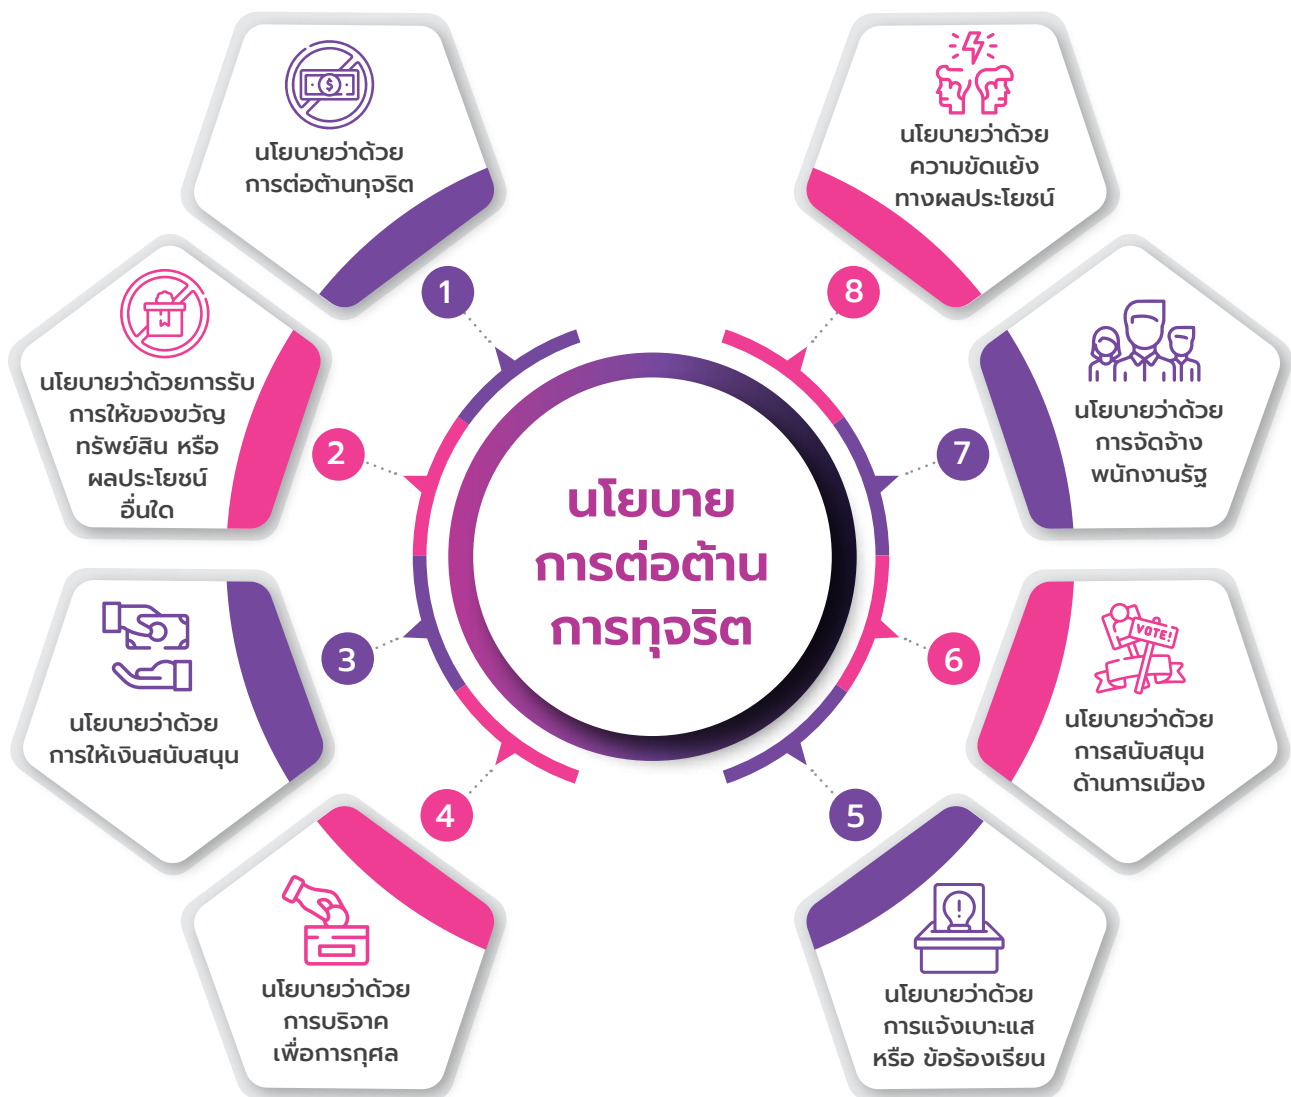 นโยบาย
การต่อต้าน
การทุจริต
1
นโยบายว่าด้วย
การต่อต้านทุจริต
2
นโยบายว่าด้วยการรับ
การให้ของขวัญ
ทรัพย์สิน หรือ
ผลประโยชน์
อื่นใด
3
นโยบายว่าด้วย
การให้เงินสนับสนุน
4
นโยบายว่าด้วย
การบริจาค
เพื่อการกุศล
5
นโยบายว่าด้วย
การแจ้งเบาะแส
หรือ ข้อร้องเรียน
6
VOTE!
นโยบายว่าด้วย
การสนับสนุน
ด้านการเมือง
7
นโยบายว่าด้วย
การจัดจ้าง
พนักงานรัฐ
8
นโยบายว่าด้วย
ความขัดแย้ง
ทางผลประโยชน์